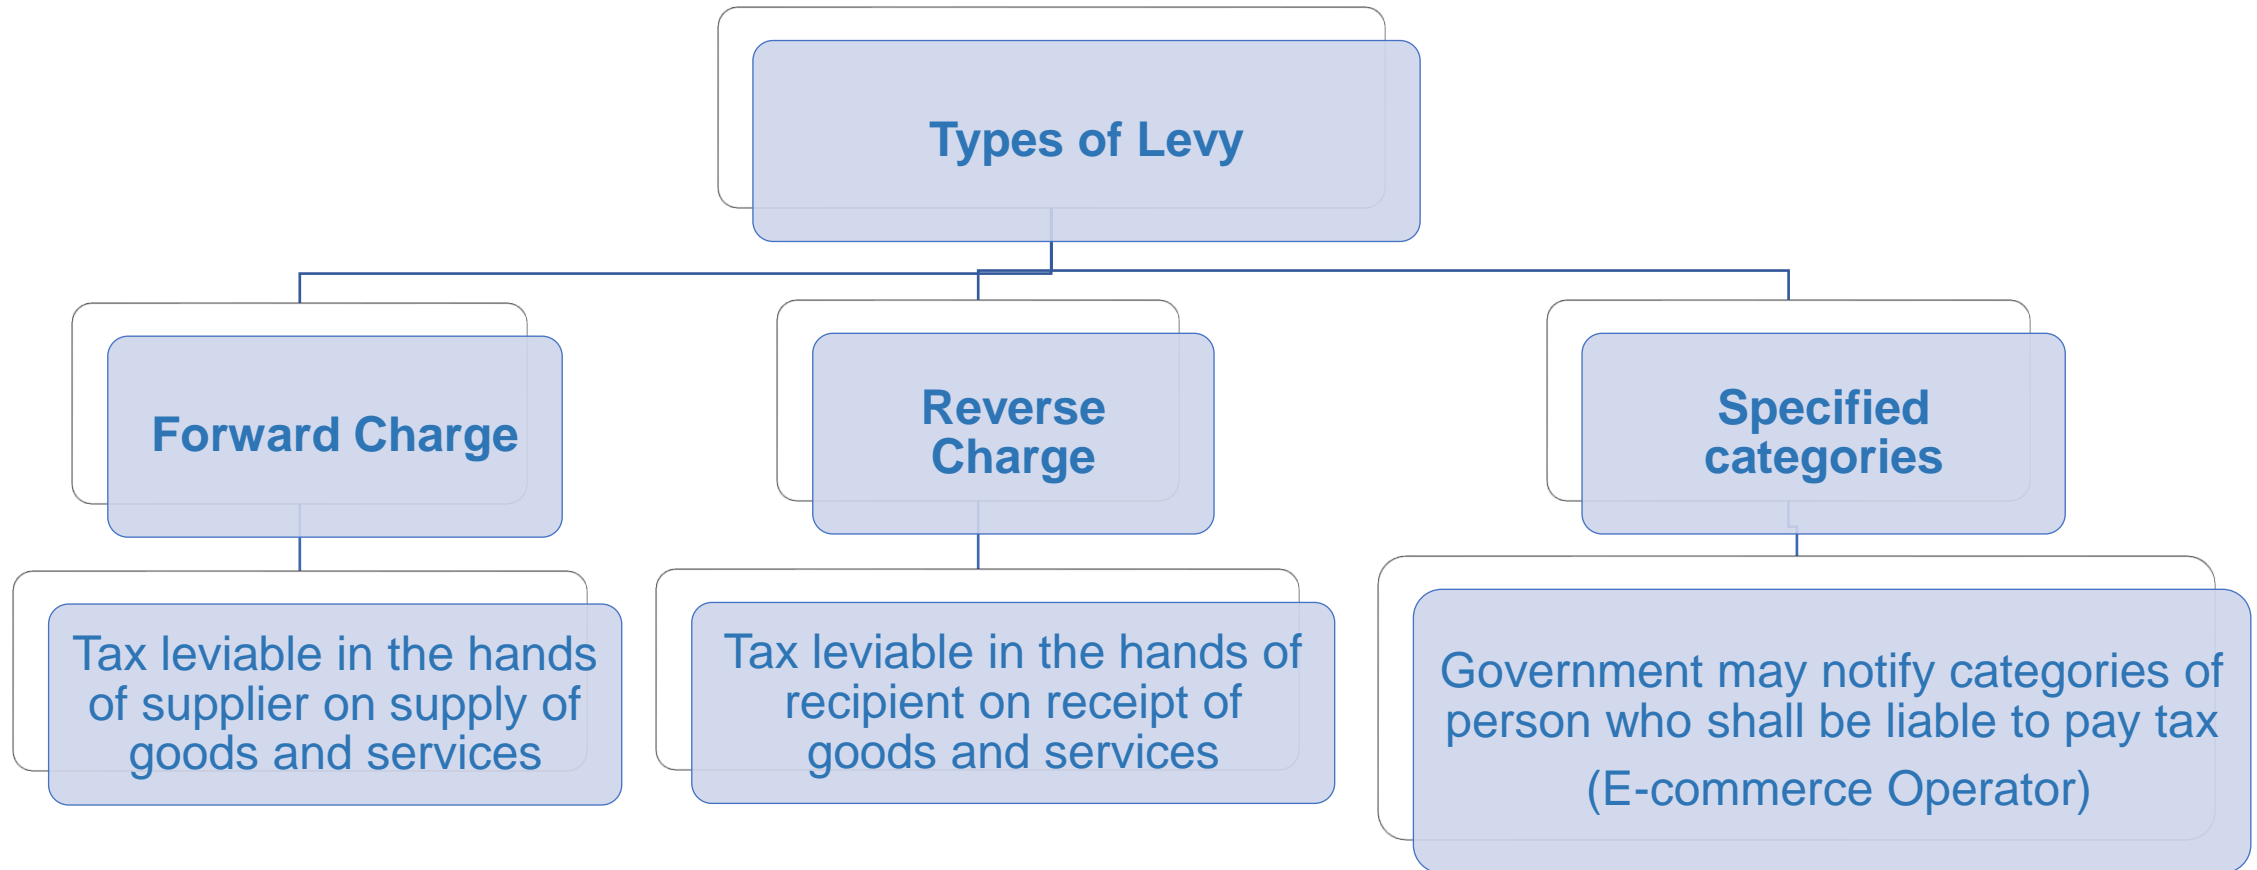 Types of Levy
Forward Charge
Reverse
Charge
Specified
categories
Tax leviable in the hands
of supplier on supply of
goods and services
Tax leviable in the hands of
recipient on receipt of
goods and services
Government may notify categories of
person who shall be liable to pay tax
(E-commerce Operator)